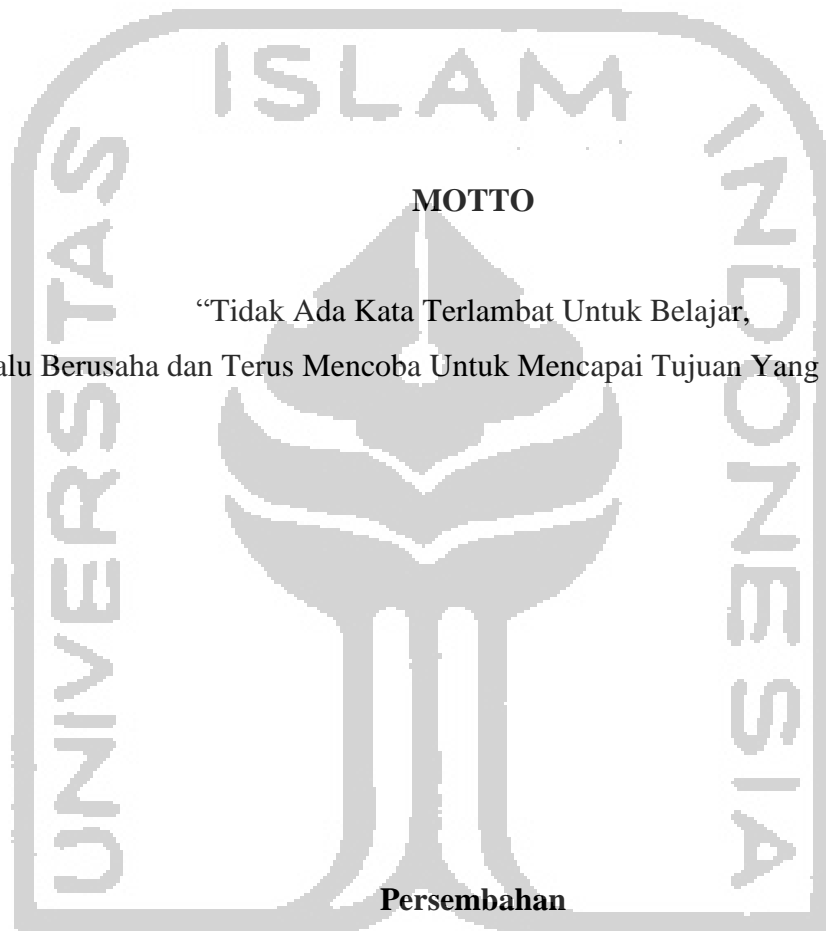 ISLAM
UNIVERSITAS
INDONESIA
MOTTO
“Tidak Ada Kata Terlambat Untuk Belajar,
alu Berusaha dan Terus Mencoba Untuk Mencapai Tujuan Yang
Persembahan